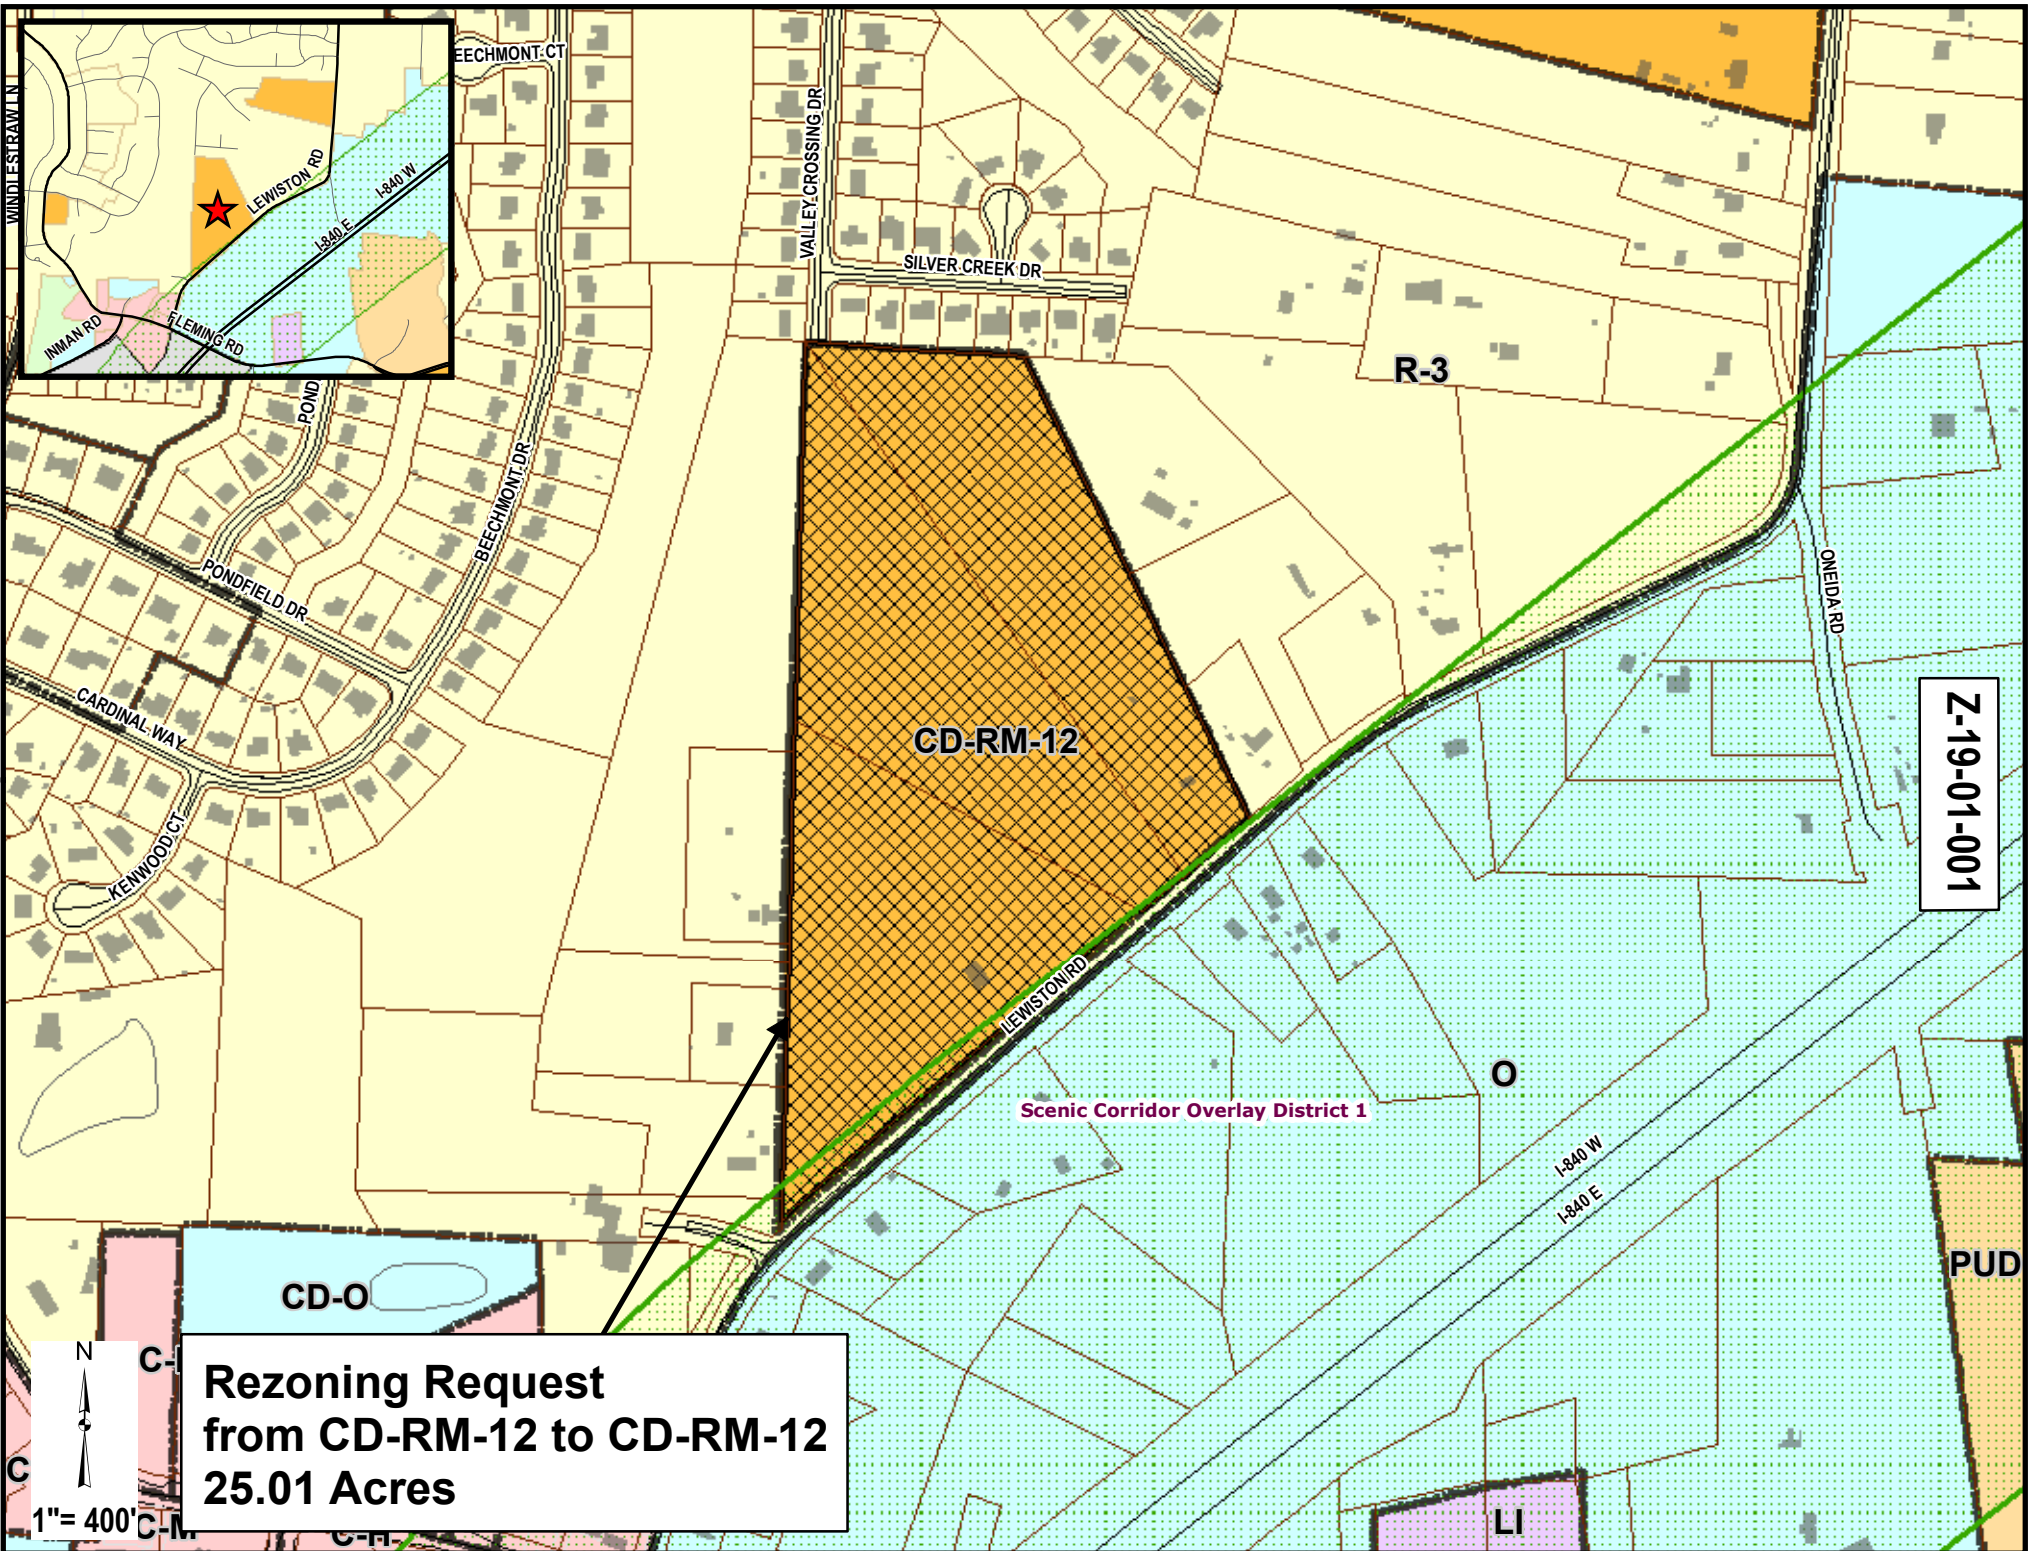 EECHMONT CT
WINDLESTRAW LN
LEWISTON RD
I-840 W
I-840 E
INMAN RD
FLEMING RD
VALLEY CROSSING DR
SILVER CREEK DR
R-3
POND
BEECHMONT DR
PONDFIELD DR
ONEIDA RD
CARDINAL WAY
CD-RM-12
Z-19-01-001
KENWOOD CT
LEWISTON RD
O
Scenic Corridor Overlay District 1
I-840 W
I-840 E
PUD
CD-O
N
C-
Rezoning Request
from CD-RM-12 to CD-RM-12
25.01 Acres
C
1"= 400'
C-M
C-H
LI